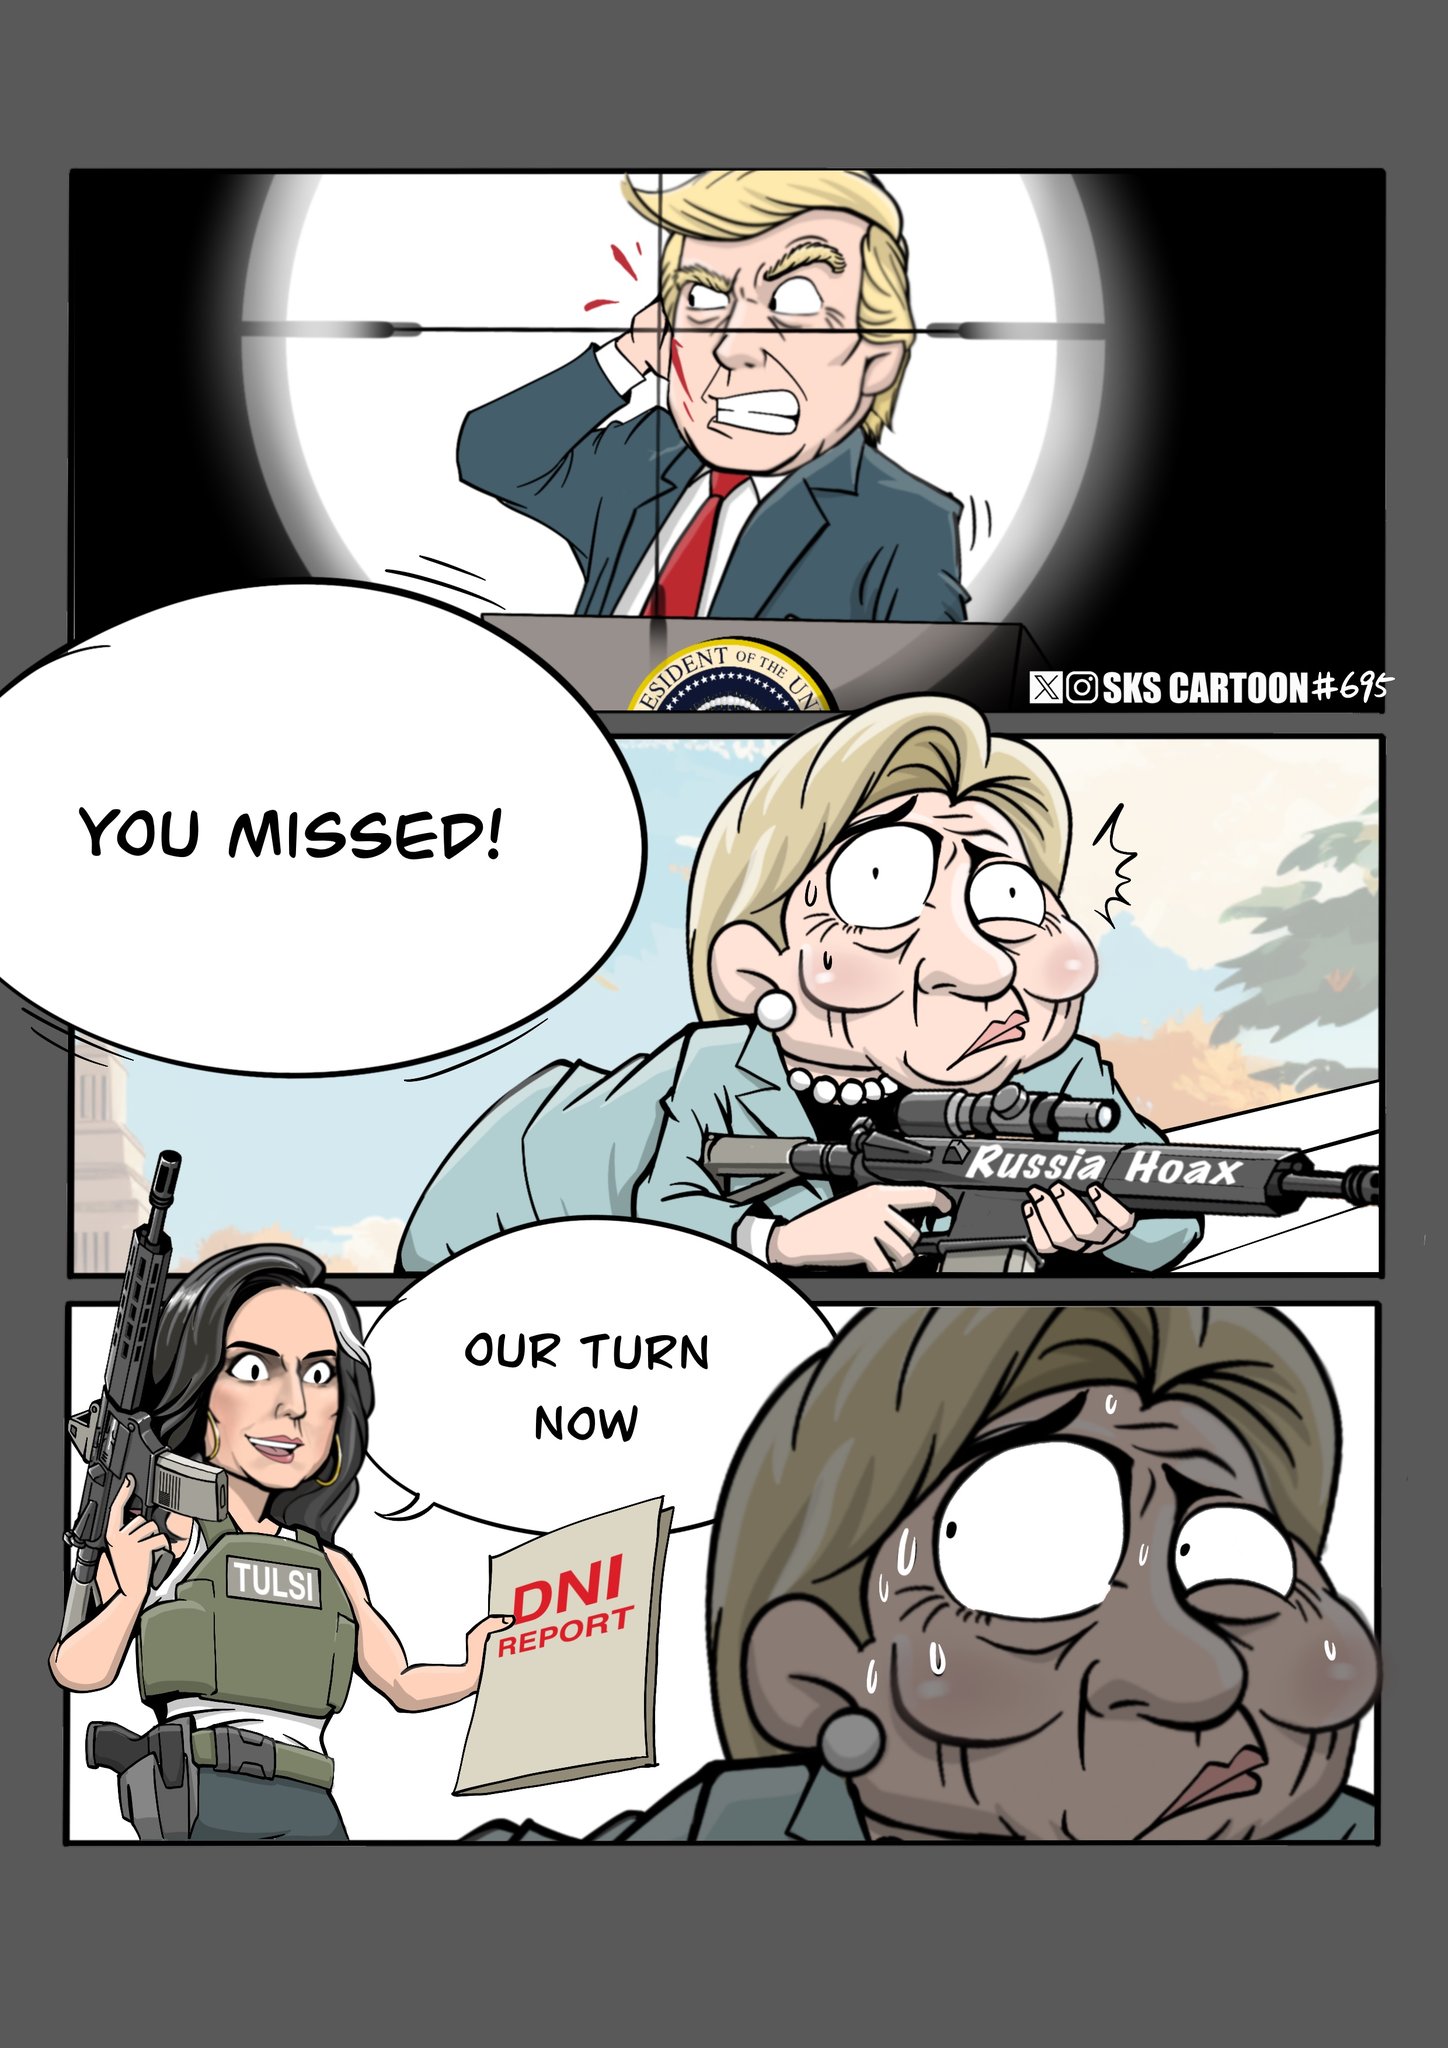 ESIDENT OF THE UN
SKS CARTOON #695
YOU MISSED!
Russia Hoax
OUR TURN
NOW
TULSI
DNI
REPORT